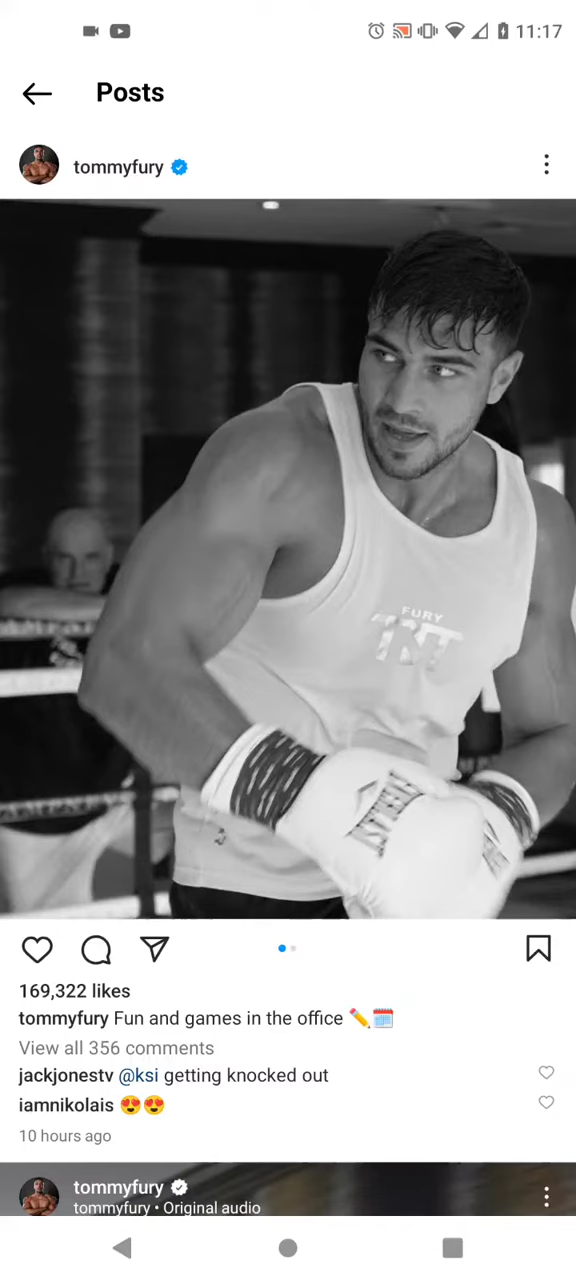 11:17
Posts
tommyfury
FURY
TNT
169,322 likes
tommyfury Fun and games in the office ✏️🗓️
View all 356 comments
jackjonestv @ksi getting knocked out
iamnikolais 😍😍
10 hours ago
tommyfury
tommyfury • Original audio